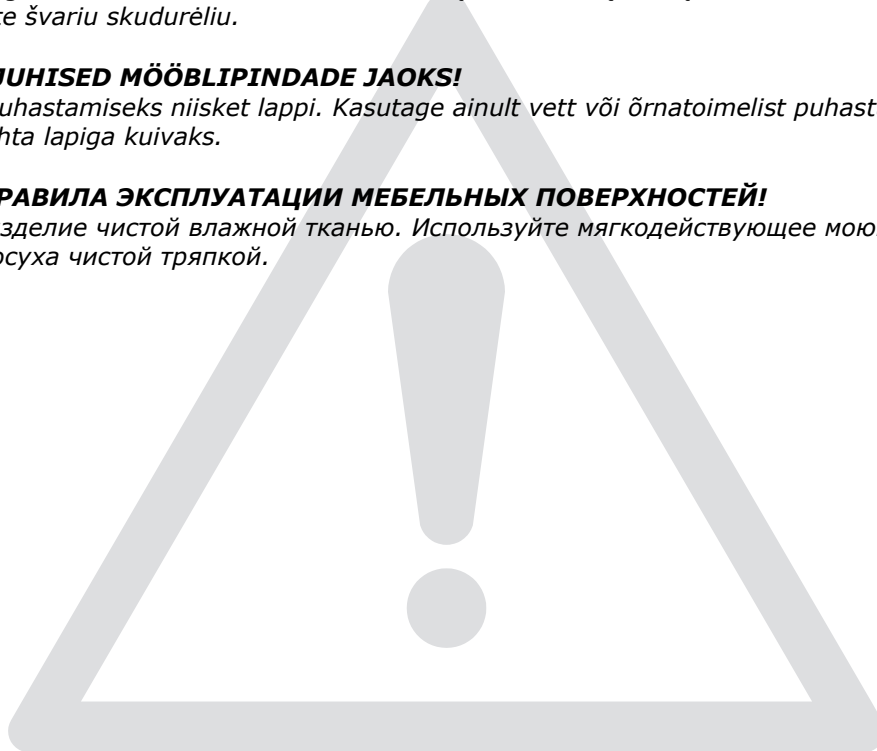 te švariu skudurėliu.
JUHISED MÖÖBLIPINDADE JAOKS!
uhastamiseks niisket lappi. Kasutage ainult vett või õrnatoimelist puhast
hta lapiga kuivaks.
РАВИЛА ЭКСПЛУАТАЦИИ МЕБЕЛЬНЫХ ПОВЕРХНОСТЕЙ!
зделие чистой влажной тканью. Используйте мягкодействующее мою
осуха чистой тряпкой.